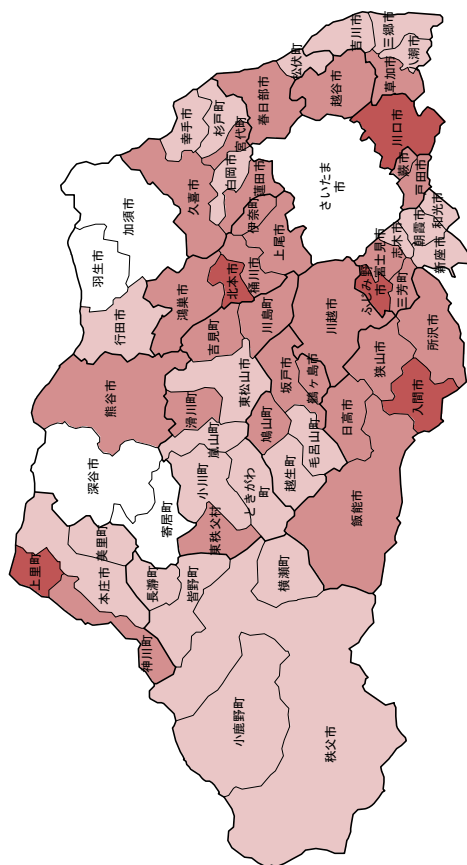 上里町
神川町
本庄市
美里町
深谷市
寄居町
長瀞町
皆野町
小鹿野町
秩父市
横瀬町
東秩父村
小川町
ときがわ
町
嵐山町
滑川町
熊谷市
行田市
羽生市
加須市
鴻巣市
吉見町
東松山市
鳩山町
越生町
毛呂山町
坂戸市
鶴ヶ島市
日高市
飯能市
川島町
川越市
北本市
桶川市
上尾市
伊奈町
蓮田市
白岡市
久喜市
幸手市
杉戸町
宮代町
春日部市
松伏町
吉川市
三郷市
八潮市
草加市
越谷市
さいたま
市
川口市
蕨市
戸田市
和光市
朝霞市
新座市
志木市
富士見市
ふじみ野
市
三芳町
所沢市
狭山市
入間市